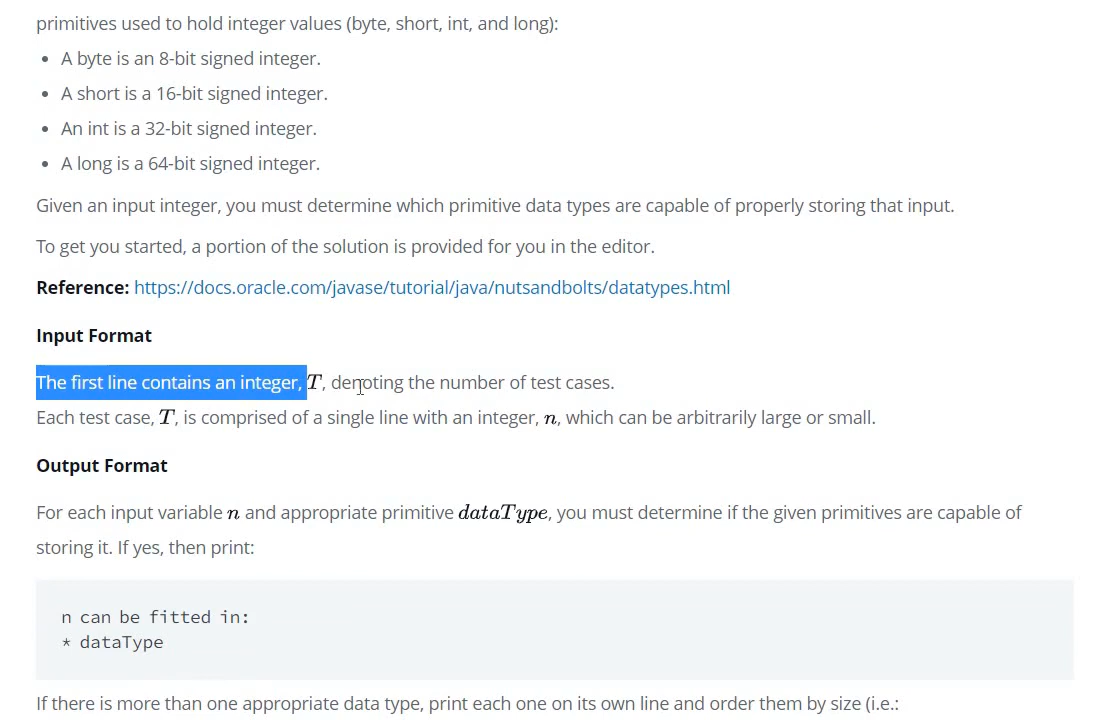 primitives used to hold integer values (byte, short, int, and long):
• A byte is an 8-bit signed integer.
• A short is a 16-bit signed integer.
• An int is a 32-bit signed integer.
• A long is a 64-bit signed integer.
Given an input integer, you must determine which primitive data types are capable of properly storing that input.
To get you started, a portion of the solution is provided for you in the editor.
Reference: https://docs.oracle.com/javase/tutorial/java/nutsandbolts/datatypes.html
Input Format
The first line contains an integer, T, denoting the number of test cases.
Each test case, T, is comprised of a single line with an integer, n, which can be arbitrarily large or small.
Output Format
For each input variable n and appropriate primitive dataType, you must determine if the given primitives are capable of
storing it. If yes, then print:
n can be fitted in:
* dataType
If there is more than one appropriate data type, print each one on its own line and order them by size (i.e.: